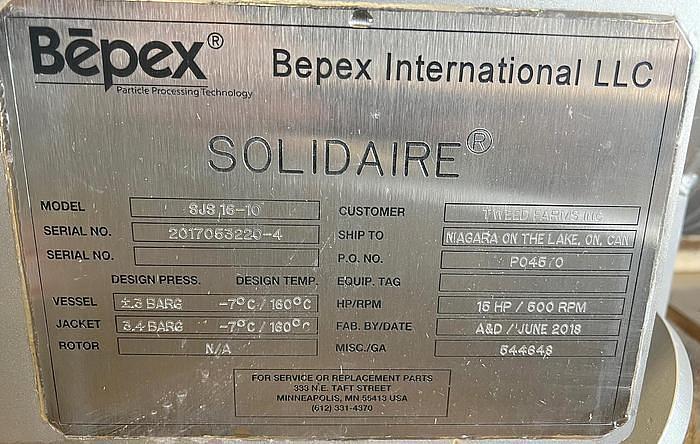 Bēpex®
Particle Processing Technology
Bepex International LLC
SOLIDAIRE®
MODEL SJS 16-10
SERIAL NO. 2017053220-4
SERIAL NO.
DESIGN PRESS. DESIGN TEMP.
VESSEL ±.3 BARG -7°C / 160°C
JACKET 3.4 BARG -7°C / 160°C
ROTOR N/A
CUSTOMER TWEED FARMS INC
SHIP TO NIAGARA ON THE LAKE, ON, CAN
P.O. NO.
EQUIP. TAG
HP/RPM 15 HP / 500 RPM
FAB. BY/DATE A&D / JUNE 2018
MISC./GA 544648
FOR SERVICE OR REPLACEMENT PARTS
333 N.E. TAFT STREET
MINNEAPOLIS, MN 55413 USA
(612) 331-4370